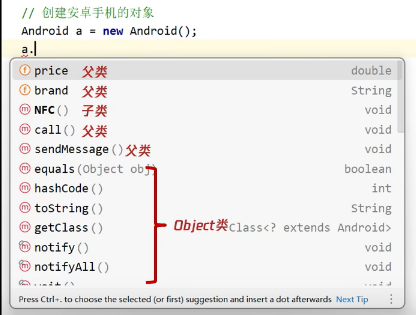 // 创建安卓手机的对象
Android a = new Android();
a.
f price 父类 double
f brand 父类 String
m NFC() 子类 void
m call() 父类 void
m sendMessage() 父类 void
m equals(Object obj) boolean
m hashCode() int
m toString() String
m getClass() Object类 Class<? extends Android>
m notify() void
m notifyAll() void
m wait() void
Press Ctrl+. to choose the selected (or first) suggestion and insert a dot afterwards Next Tip